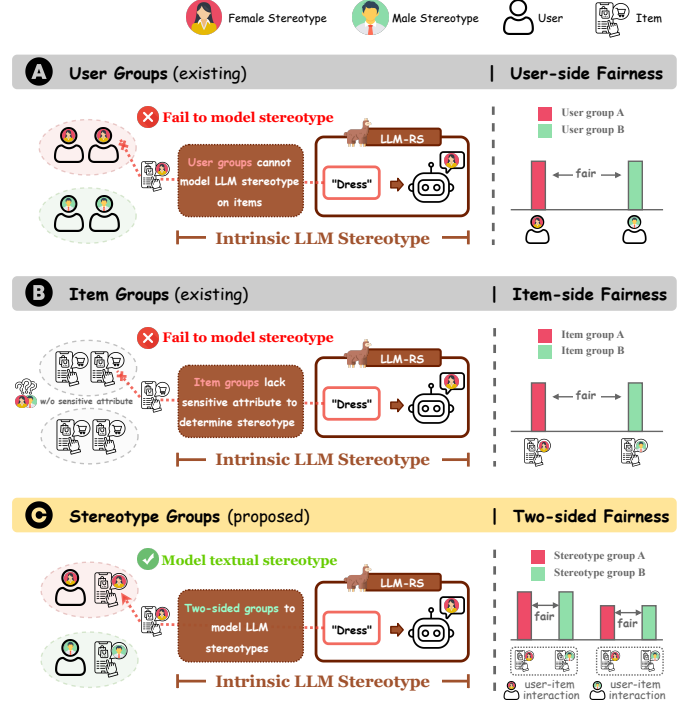 Female Stereotype
Male Stereotype
User
Item
A User Groups (existing) | User-side Fairness
Fail to model stereotype
User groups cannot
model LLM stereotype
on items
LLM-RS
"Dress"
Intrinsic LLM Stereotype
User group A
User group B
fair
B Item Groups (existing) | Item-side Fairness
Fail to model stereotype
???
w/o sensitive attribute
Item groups lack
sensitive attribute to
determine stereotype
LLM-RS
"Dress"
Intrinsic LLM Stereotype
Item group A
Item group B
fair
C Stereotype Groups (proposed) | Two-sided Fairness
Model textual stereotype
Two-sided groups to
model LLM
stereotypes
LLM-RS
"Dress"
Intrinsic LLM Stereotype
Stereotype group A
Stereotype group B
fair
fair
user-item
interaction
user-item
interaction